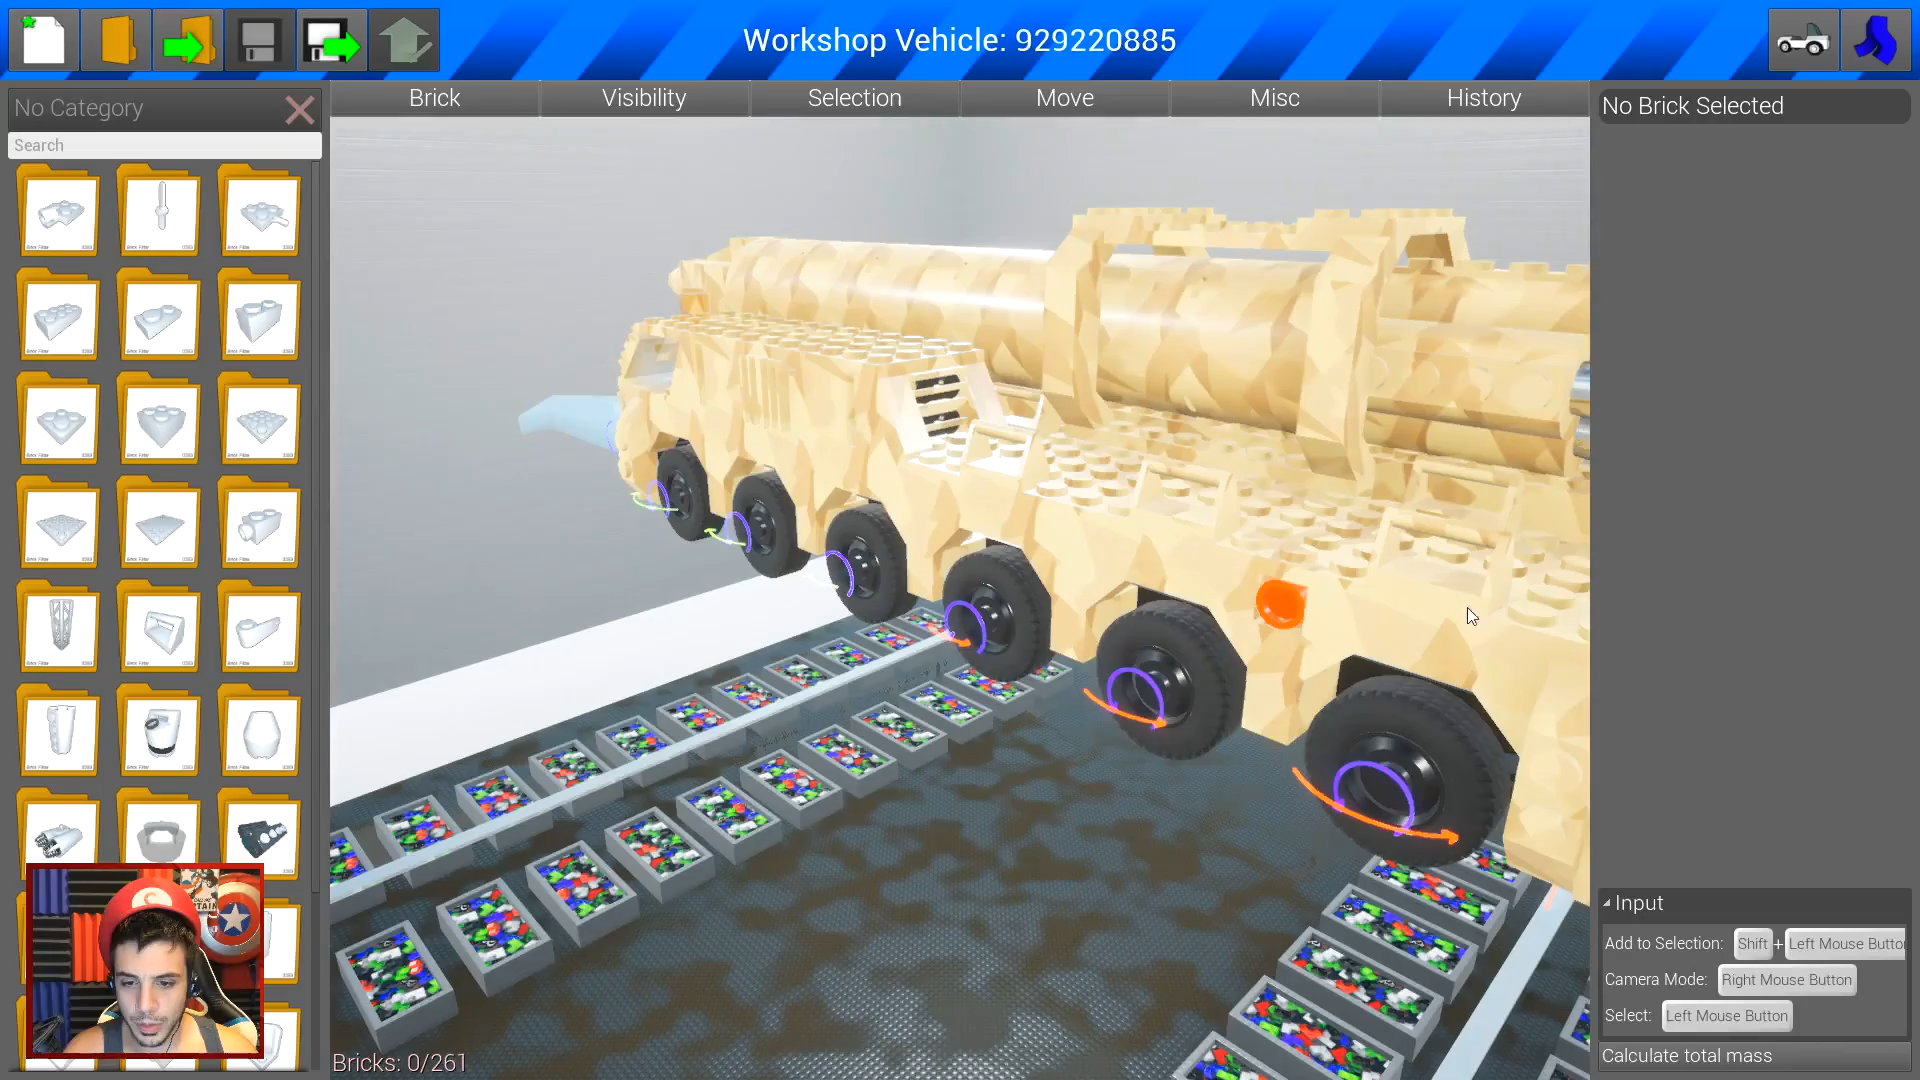 Workshop Vehicle: 929220885
No Category
Search
Brick
Visibility
Selection
Move
Misc
History
No Brick Selected
Bricks: 0/261
Input
Add to Selection: Shift + Left Mouse Butto
Camera Mode: Right Mouse Button
Select: Left Mouse Button
Calculate total mass